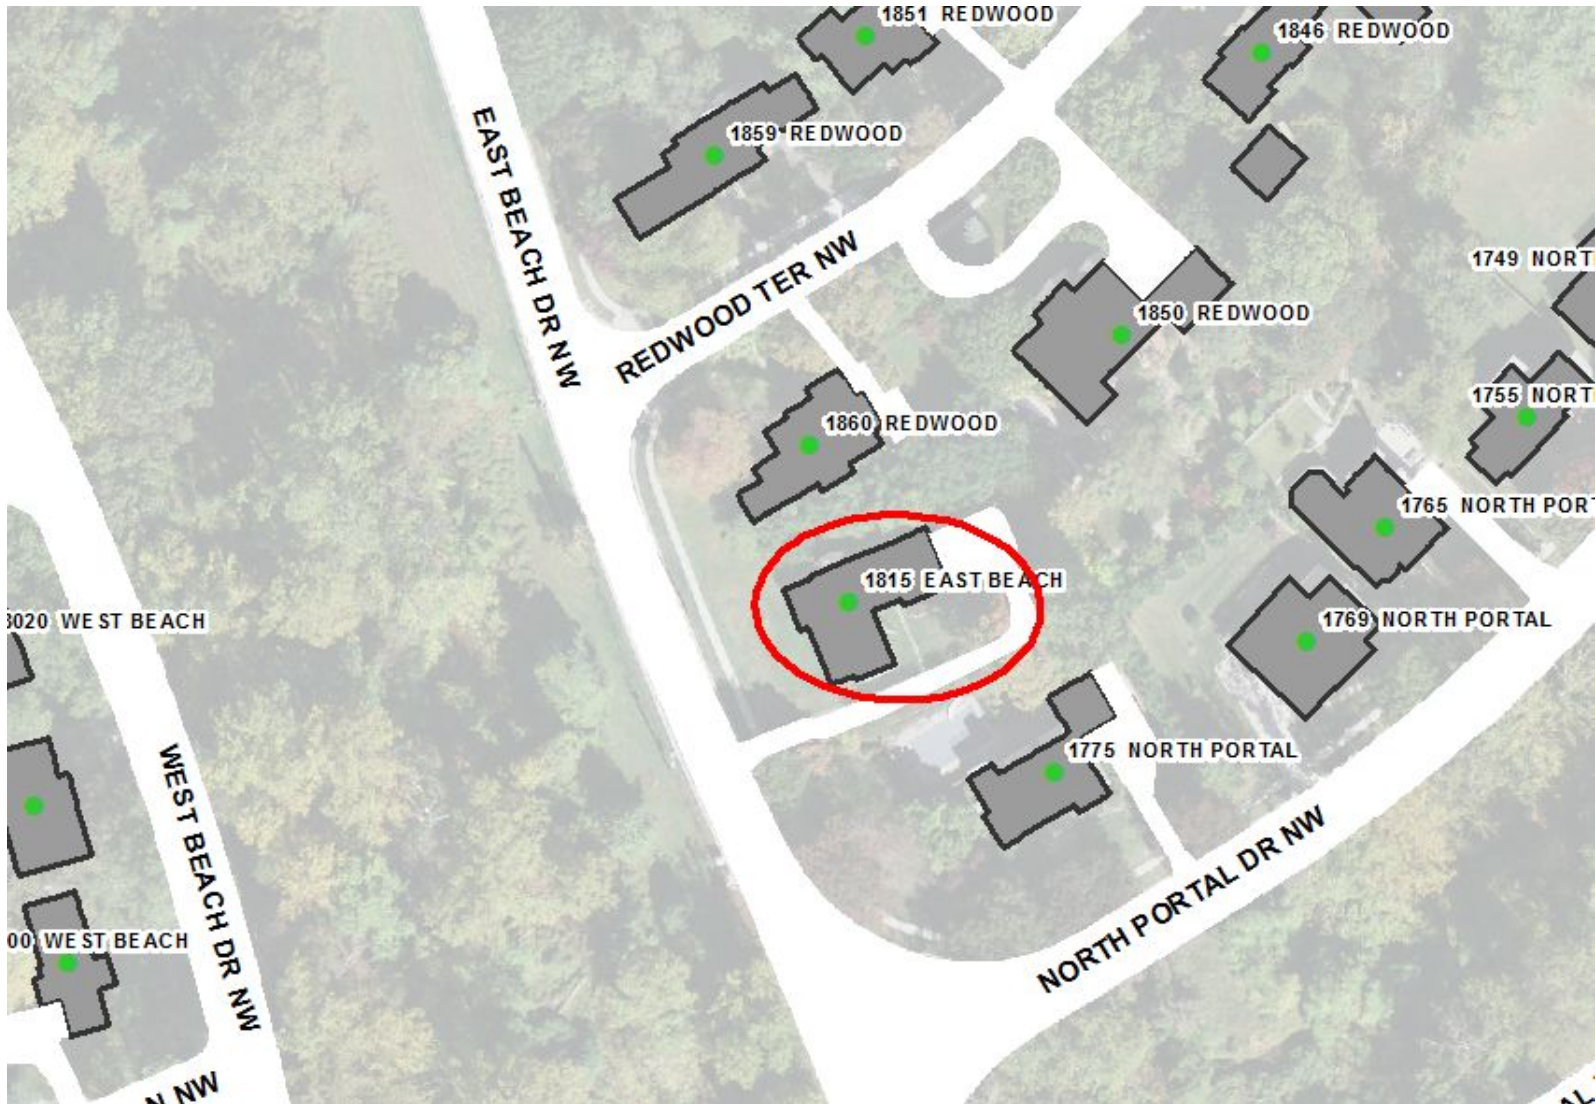 1851 REDWOOD
1846 REDWOOD
1859 REDWOOD
EAST BEACH DR NW
REDWOOD TER NW
1749 NORT
1850 REDWOOD
1755 NORT
1860 REDWOOD
1765 NORTH PORT
1815 EAST BEACH
3020 WEST BEACH
1769 NORTH PORTAL
WEST BEACH DR NW
1775 NORTH PORTAL
NORTH PORTAL DR NW
00 WEST BEACH
N NW
AL